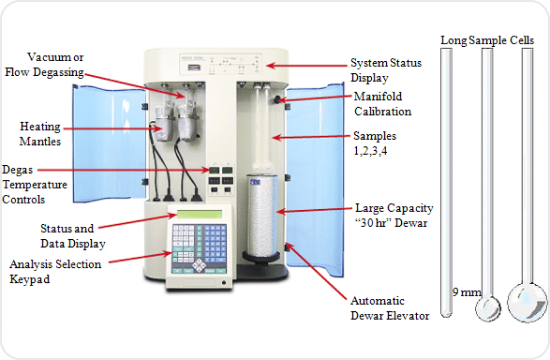 Vacuum or
Flow Degassing
Heating
Mantles
Degas
Temperature
Controls
Status and
Data Display
Analysis Selection
Keypad
System Status
Display
Manifold
Calibration
Samples
1,2,3,4
Large Capacity
“30 hr” Dewar
Automatic
Dewar Elevator
Long Sample Cells
9 mm